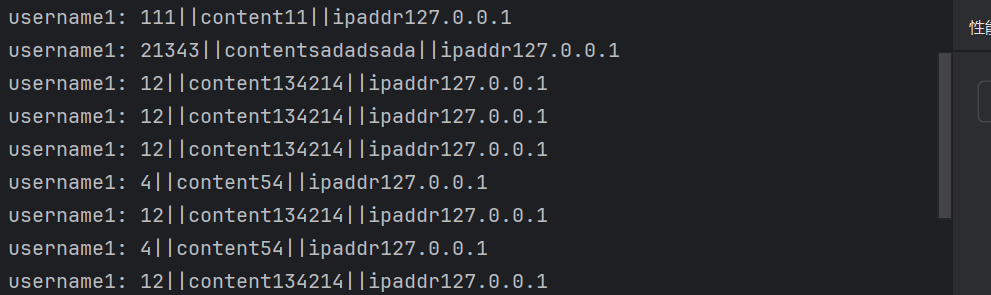 username1: 111||content11||ipaddr127.0.0.1
性能
username1: 21343||contentsadadsada||ipaddr127.0.0.1
username1: 12||content134214||ipaddr127.0.0.1
username1: 12||content134214||ipaddr127.0.0.1
username1: 12||content134214||ipaddr127.0.0.1
username1: 4||content54||ipaddr127.0.0.1
username1: 12||content134214||ipaddr127.0.0.1
username1: 4||content54||ipaddr127.0.0.1
username1: 12||content134214||ipaddr127.0.0.1